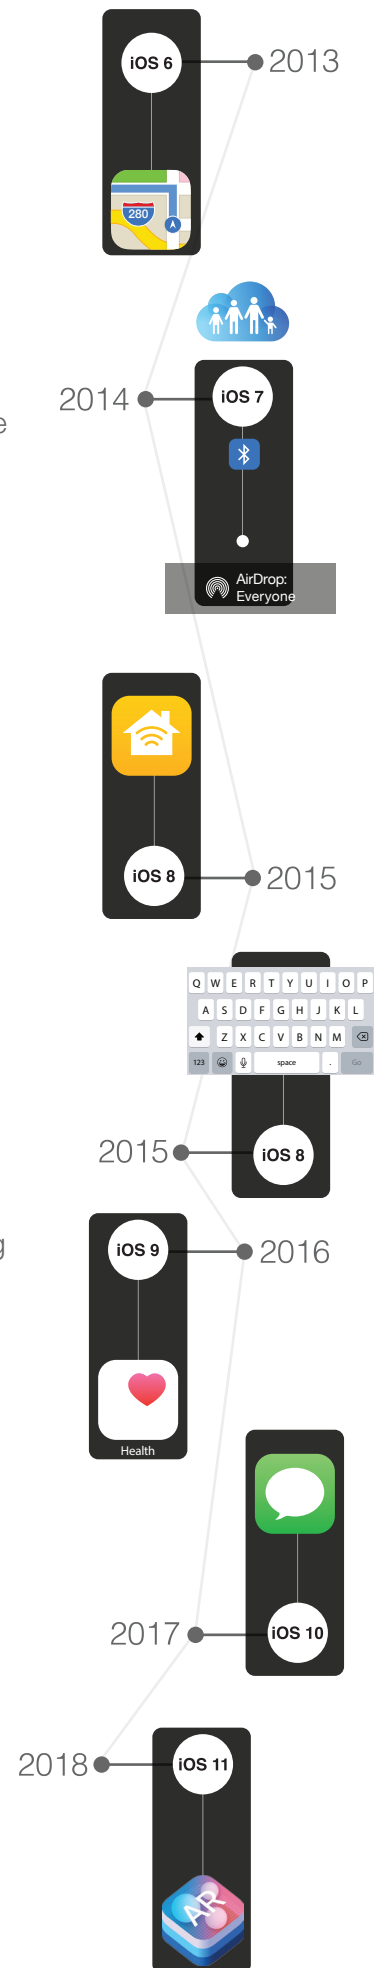 iOS 6
2013
280
2014
iOS 7
e
AirDrop:
Everyone
iOS 8
2015
Q W E R T Y U I O P
A S D F G H J K L
Z X C V B N M
123 space . Go
2015
iOS 8
g
iOS 9
2016
Health
2017
iOS 10
2018
iOS 11
AR